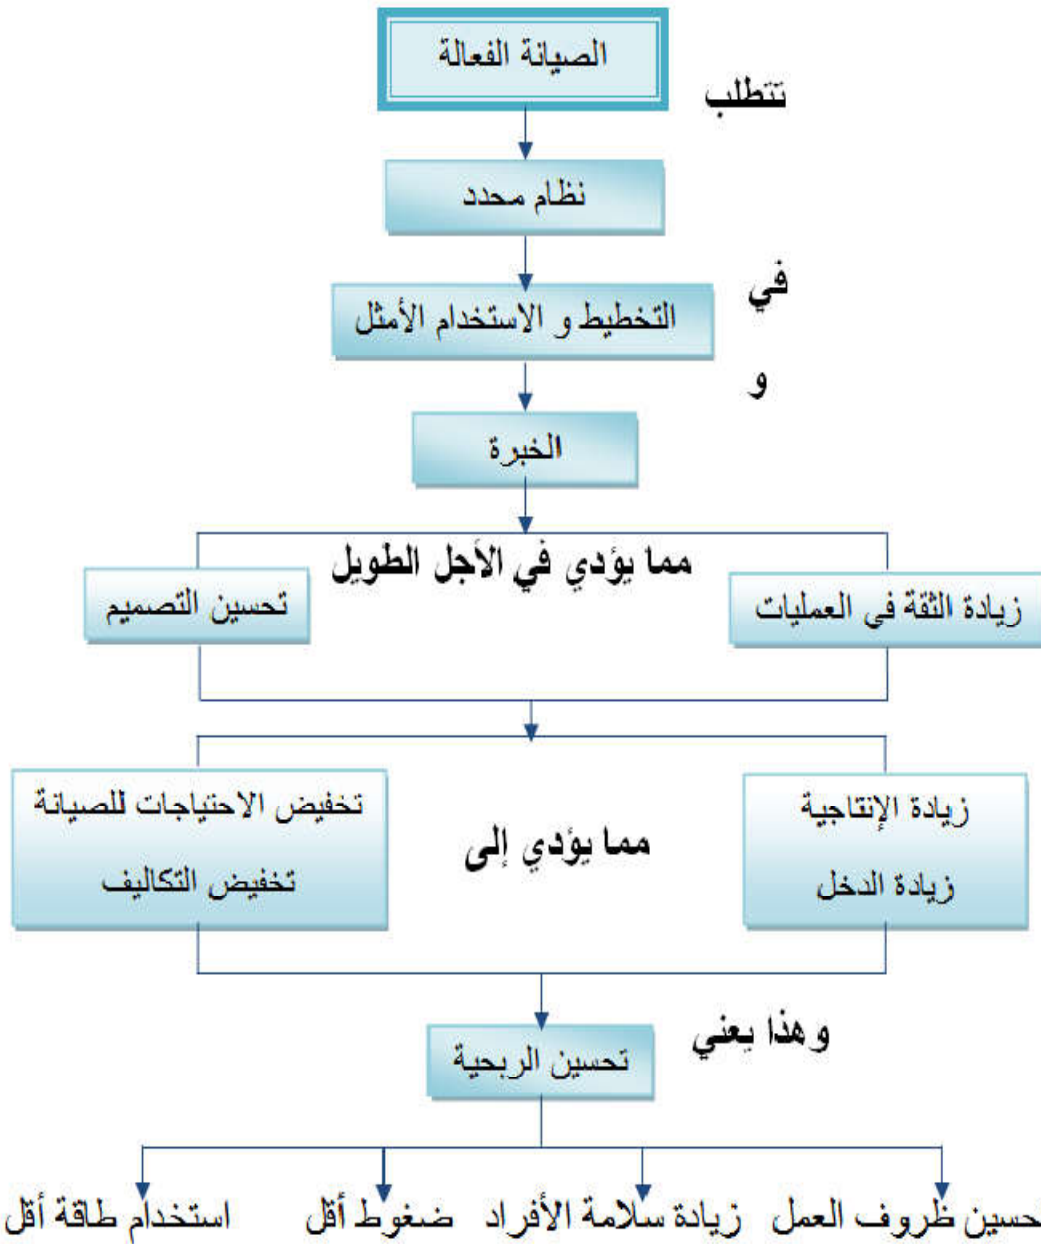 الصيانة الفعالة
تتطلب
نظام محدد
في
التخطيط و الاستخدام الأمثل
و
الخبرة
مما يؤدي في الأجل الطويل
زيادة الثقة في العمليات
تحسين التصميم
زيادة الإنتاجية
زيادة الدخل
مما يؤدي إلى
تخفيض الاحتياجات للصيانة
تخفيض التكاليف
وهذا يعني
تحسين الربحية
تحسين ظروف العمل
زيادة سلامة الأفراد
ضغوط أقل
استخدام طاقة أقل